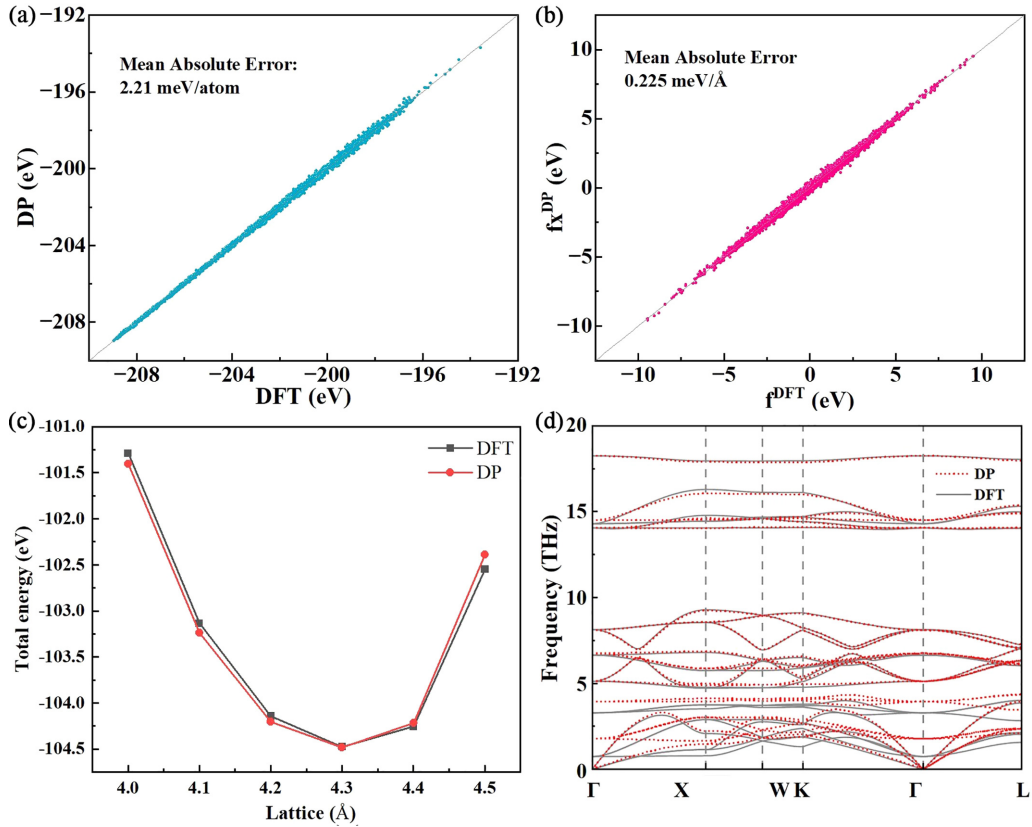 (a)
−192
−196
−200
−204
−208
DP (eV)
Mean Absolute Error:
2.21 meV/atom
−208 −204 −200 −196 −192
DFT (eV)
(b)
10
5
0
−5
−10
fx^DP (eV)
Mean Absolute Error
0.225 meV/Å
−10 −5 0 5 10
f^DFT (eV)
(c)
-101.0
-101.5
-102.0
-102.5
-103.0
-103.5
-104.0
-104.5
Total energy (eV)
DFT
DP
4.0 4.1 4.2 4.3 4.4 4.5
Lattice (Å)
(d)
20
15
10
5
0
Frequency (THz)
DP
DFT
Γ X W K Γ L